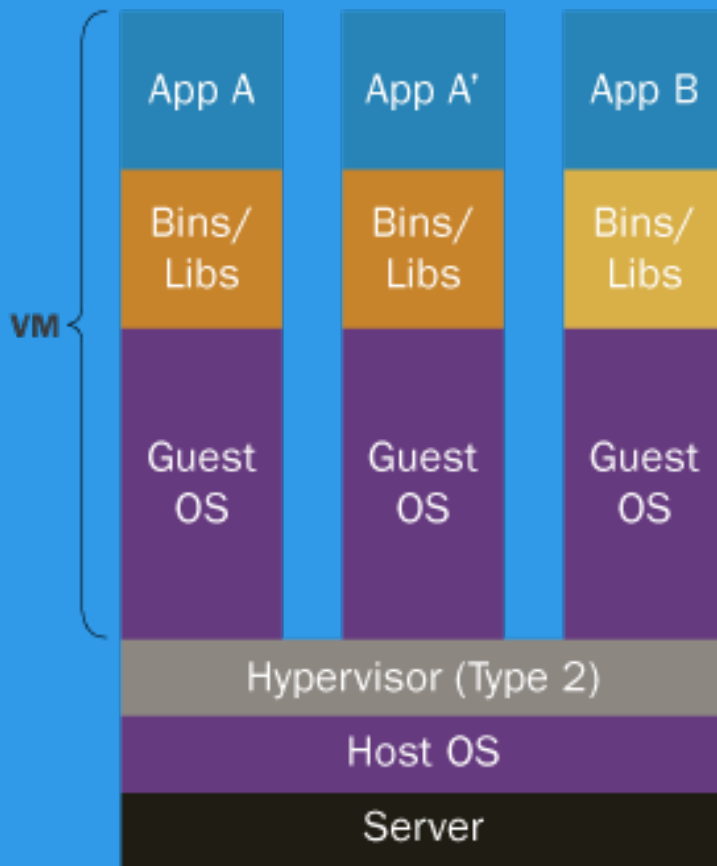 App A
App A'
App B
Bins/
Libs
Bins/
Libs
Bins/
Libs
VM
Guest
OS
Guest
OS
Guest
OS
Hypervisor (Type 2)
Host OS
Server